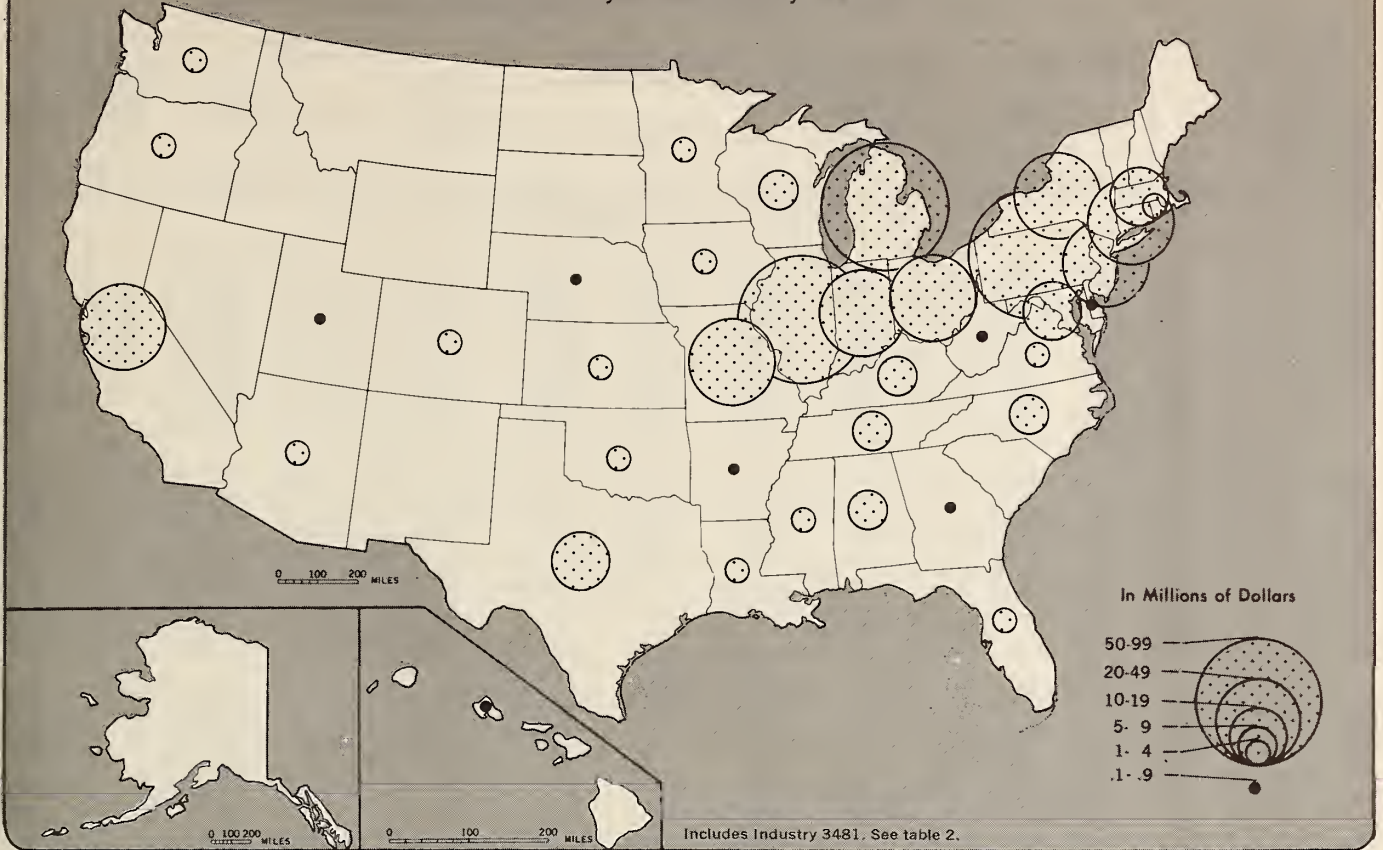 0 100 200 MILES
In Millions of Dollars
50-99
20-49
10-19
5- 9
1- 4
.1- .9
0 100 200 MILES
0 100 200 MILES
Includes Industry 3481. See table 2.